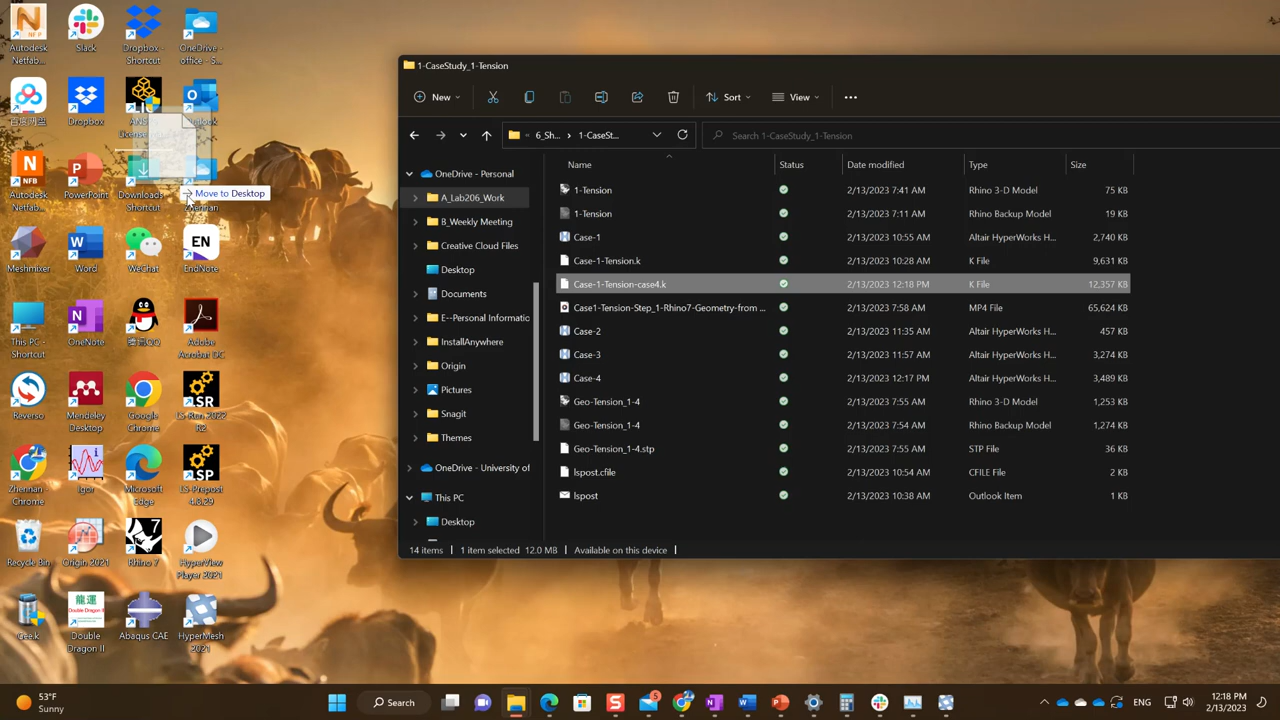 Autodesk Netfab...
Slack
Dropbox - Shortcut
OneDrive - office - S...
Dropbox
Outlook
Autodesk Netfab...
PowerPoint
Downloads - Shortcut
Move to Desktop
Meshmixer
Word
WeChat
EN
EndNote
This PC - Shortcut
OneNote
Adobe Acrobat DC
Reverso
Mendeley Desktop
Google Chrome
LS-Run 2022 R2
Zhennan - Chrome
Igor
Microsoft Edge
LS-Prepost 4.8.29
Recycle Bin
Origin 2021
Rhino 7
HyperView Player 2021
Geek
Double Dragon II
Abaqus CAE
HyperMesh 2021
1-CaseStudy_1-Tension
New
Sort
View
6_Sh...
1-CaseSt...
Search 1-CaseStudy_1-Tension
OneDrive - Personal
A_Lab206_Work
B_Weekly Meeting
Creative Cloud Files
Desktop
Documents
E--Personal Informatic
InstallAnywhere
Origin
Pictures
Snagit
Themes
OneDrive - University of
This PC
Desktop
Name Status Date modified Type Size
1-Tension 2/13/2023 7:41 AM Rhino 3-D Model 75 KB
1-Tension 2/13/2023 7:11 AM Rhino Backup Model 19 KB
Case-1 2/13/2023 10:55 AM Altair HyperWorks H... 2,740 KB
Case-1-Tension.k 2/13/2023 10:28 AM K File 9,631 KB
Case-1-Tension-case4.k 2/13/2023 12:18 PM K File 12,357 KB
Case1-Tension-Step_1-Rhino7-Geometry-from ... 2/13/2023 7:58 AM MP4 File 65,624 KB
Case-2 2/13/2023 11:35 AM Altair HyperWorks H... 457 KB
Case-3 2/13/2023 11:57 AM Altair HyperWorks H... 3,274 KB
Case-4 2/13/2023 12:17 PM Altair HyperWorks H... 3,489 KB
Geo-Tension_1-4 2/13/2023 7:55 AM Rhino 3-D Model 1,253 KB
Geo-Tension_1-4 2/13/2023 7:54 AM Rhino Backup Model 1,274 KB
Geo-Tension_1-4.stp 2/13/2023 7:55 AM STP File 36 KB
lspost.cfile 2/13/2023 10:54 AM CFILE File 2 KB
lspost 2/13/2023 10:38 AM Outlook Item 1 KB
14 items 1 item selected 12.0 MB Available on this device
53°F
Sunny
Search
5
ENG
12:18 PM
2/13/2023